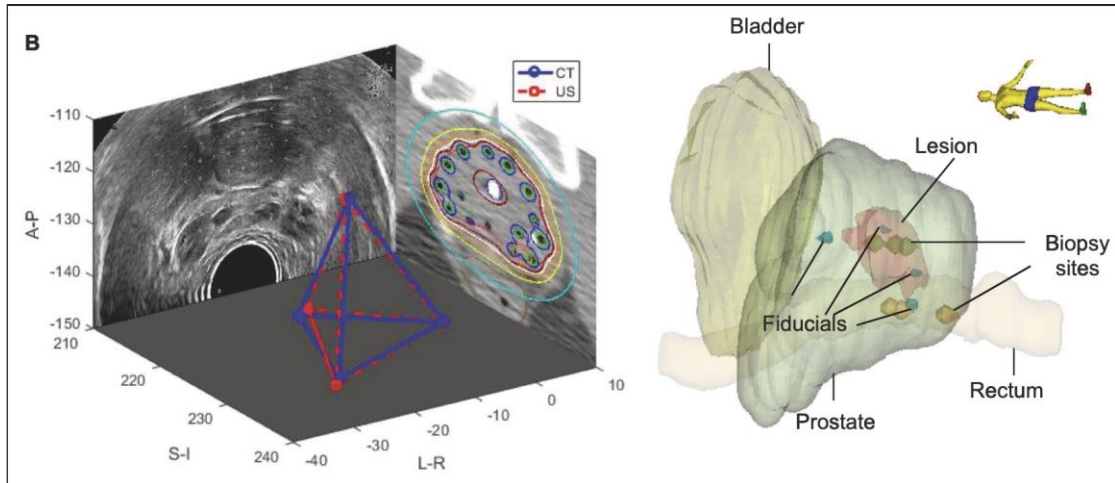 B
CT
US
-110
-120
-130
-140
-150
A-P
210
220
230
240
S-I
-40
-30
-20
-10
0
10
L-R
Bladder
Lesion
Biopsy
sites
Fiducials
Rectum
Prostate